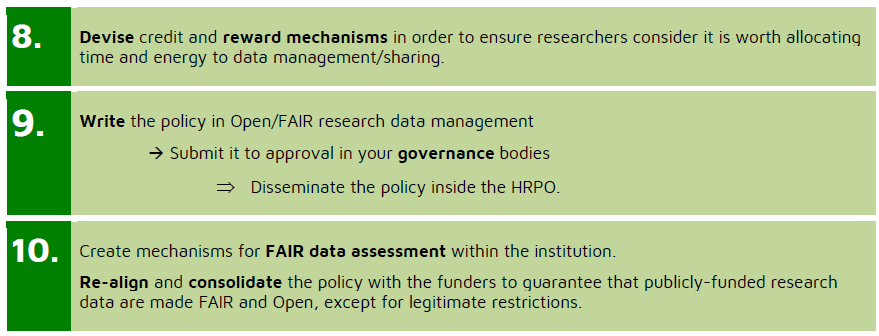 8.
Devise credit and reward mechanisms in order to ensure researchers consider it is worth allocating
time and energy to data management/sharing.
9.
Write the policy in Open/FAIR research data management
→ Submit it to approval in your governance bodies
⇒ Disseminate the policy inside the HRPO.
10.
Create mechanisms for FAIR data assessment within the institution.
Re-align and consolidate the policy with the funders to guarantee that publicly-funded research
data are made FAIR and Open, except for legitimate restrictions.